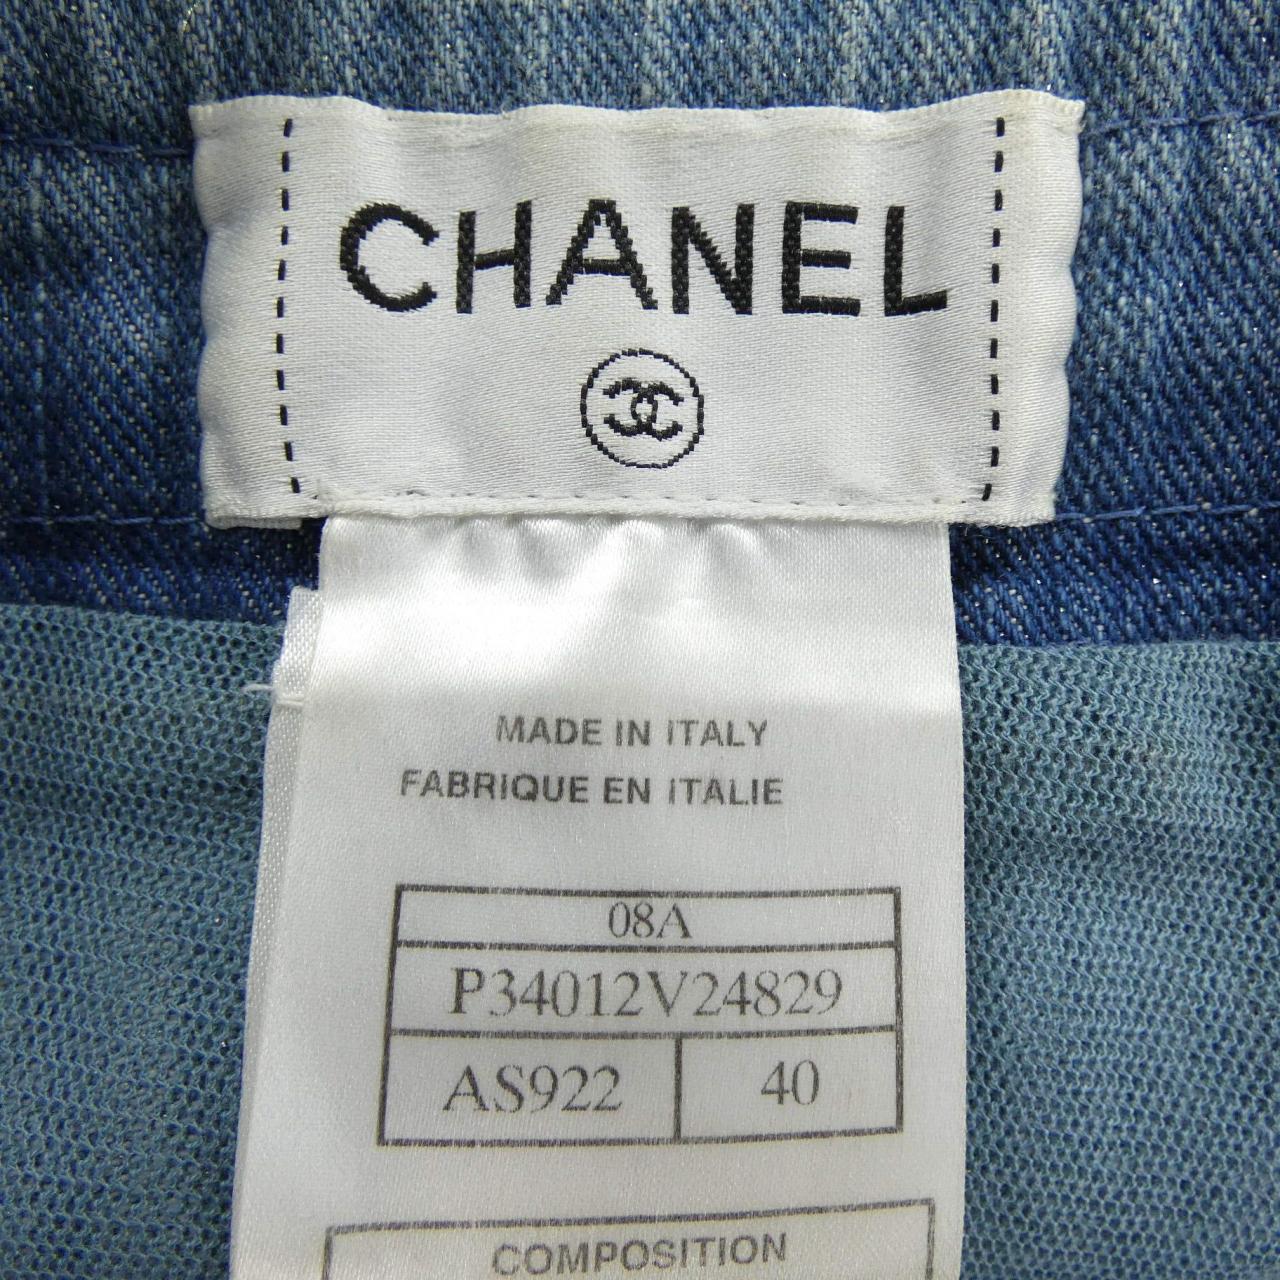 CHANEL
MADE IN ITALY
FABRIQUE EN ITALIE
08A
P34012V24829
AS922 40
COMPOSITION